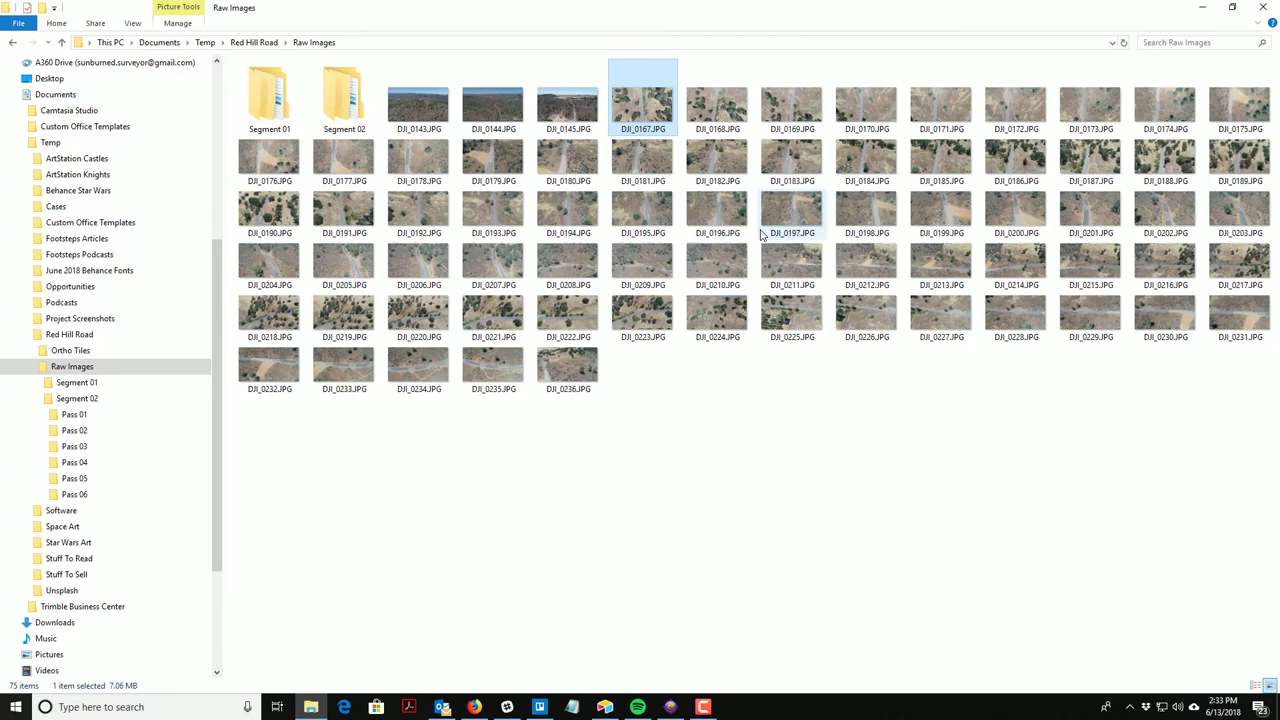 Picture Tools
Raw Images
File
Home
Share
View
Manage
This PC
Documents
Temp
Red Hill Road
Raw Images
Search Raw Images
A360 Drive (sunburned.surveyor@gmail.com)
Desktop
Documents
Camtasia Studio
Custom Office Templates
Temp
ArtStation Castles
ArtStation Knights
Behance Star Wars
Cases
Custom Office Templates
Footsteps Articles
Footsteps Podcasts
June 2018 Behance Fonts
Opportunities
Podcasts
Project Screenshots
Red Hill Road
Ortho Tiles
Raw Images
Segment 01
Segment 02
Pass 01
Pass 02
Pass 03
Pass 04
Pass 05
Pass 06
Software
Space Art
Star Wars Art
Stuff To Read
Stuff To Sell
Unsplash
Trimble Business Center
Downloads
Music
Pictures
Videos
Segment 01 Segment 02 DJI_0143.JPG DJI_0144.JPG DJI_0145.JPG DJI_0167.JPG DJI_0168.JPG DJI_0169.JPG DJI_0170.JPG DJI_0171.JPG DJI_0172.JPG DJI_0173.JPG DJI_0174.JPG DJI_0175.JPG
DJI_0176.JPG DJI_0177.JPG DJI_0178.JPG DJI_0179.JPG DJI_0180.JPG DJI_0181.JPG DJI_0182.JPG DJI_0183.JPG DJI_0184.JPG DJI_0185.JPG DJI_0186.JPG DJI_0187.JPG DJI_0188.JPG DJI_0189.JPG
DJI_0190.JPG DJI_0191.JPG DJI_0192.JPG DJI_0193.JPG DJI_0194.JPG DJI_0195.JPG DJI_0196.JPG DJI_0197.JPG DJI_0198.JPG DJI_0199.JPG DJI_0200.JPG DJI_0201.JPG DJI_0202.JPG DJI_0203.JPG
DJI_0204.JPG DJI_0205.JPG DJI_0206.JPG DJI_0207.JPG DJI_0208.JPG DJI_0209.JPG DJI_0210.JPG DJI_0211.JPG DJI_0212.JPG DJI_0213.JPG DJI_0214.JPG DJI_0215.JPG DJI_0216.JPG DJI_0217.JPG
DJI_0218.JPG DJI_0219.JPG DJI_0220.JPG DJI_0221.JPG DJI_0222.JPG DJI_0223.JPG DJI_0224.JPG DJI_0225.JPG DJI_0226.JPG DJI_0227.JPG DJI_0228.JPG DJI_0229.JPG DJI_0230.JPG DJI_0231.JPG
DJI_0232.JPG DJI_0233.JPG DJI_0234.JPG DJI_0235.JPG DJI_0236.JPG
75 items 1 item selected 7.06 MB
Type here to search
2:33 PM
6/13/2018
23